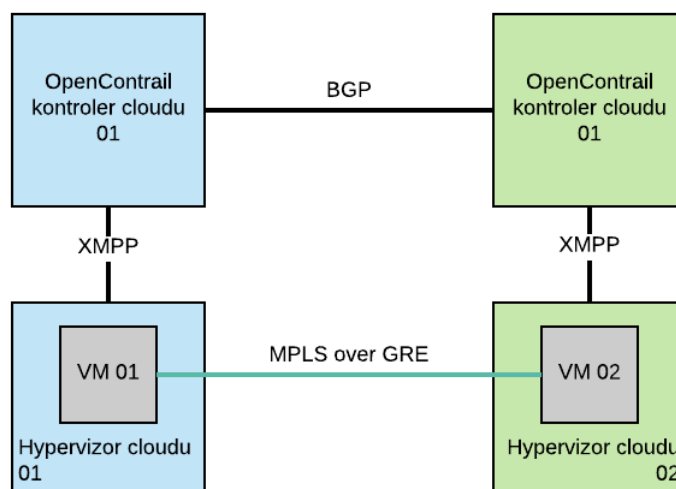 OpenContrail
kontroler cloudu
01
BGP
OpenContrail
kontroler cloudu
01
XMPP
XMPP
VM 01
MPLS over GRE
VM 02
Hypervizor cloudu
01
Hypervizor cloudu
02